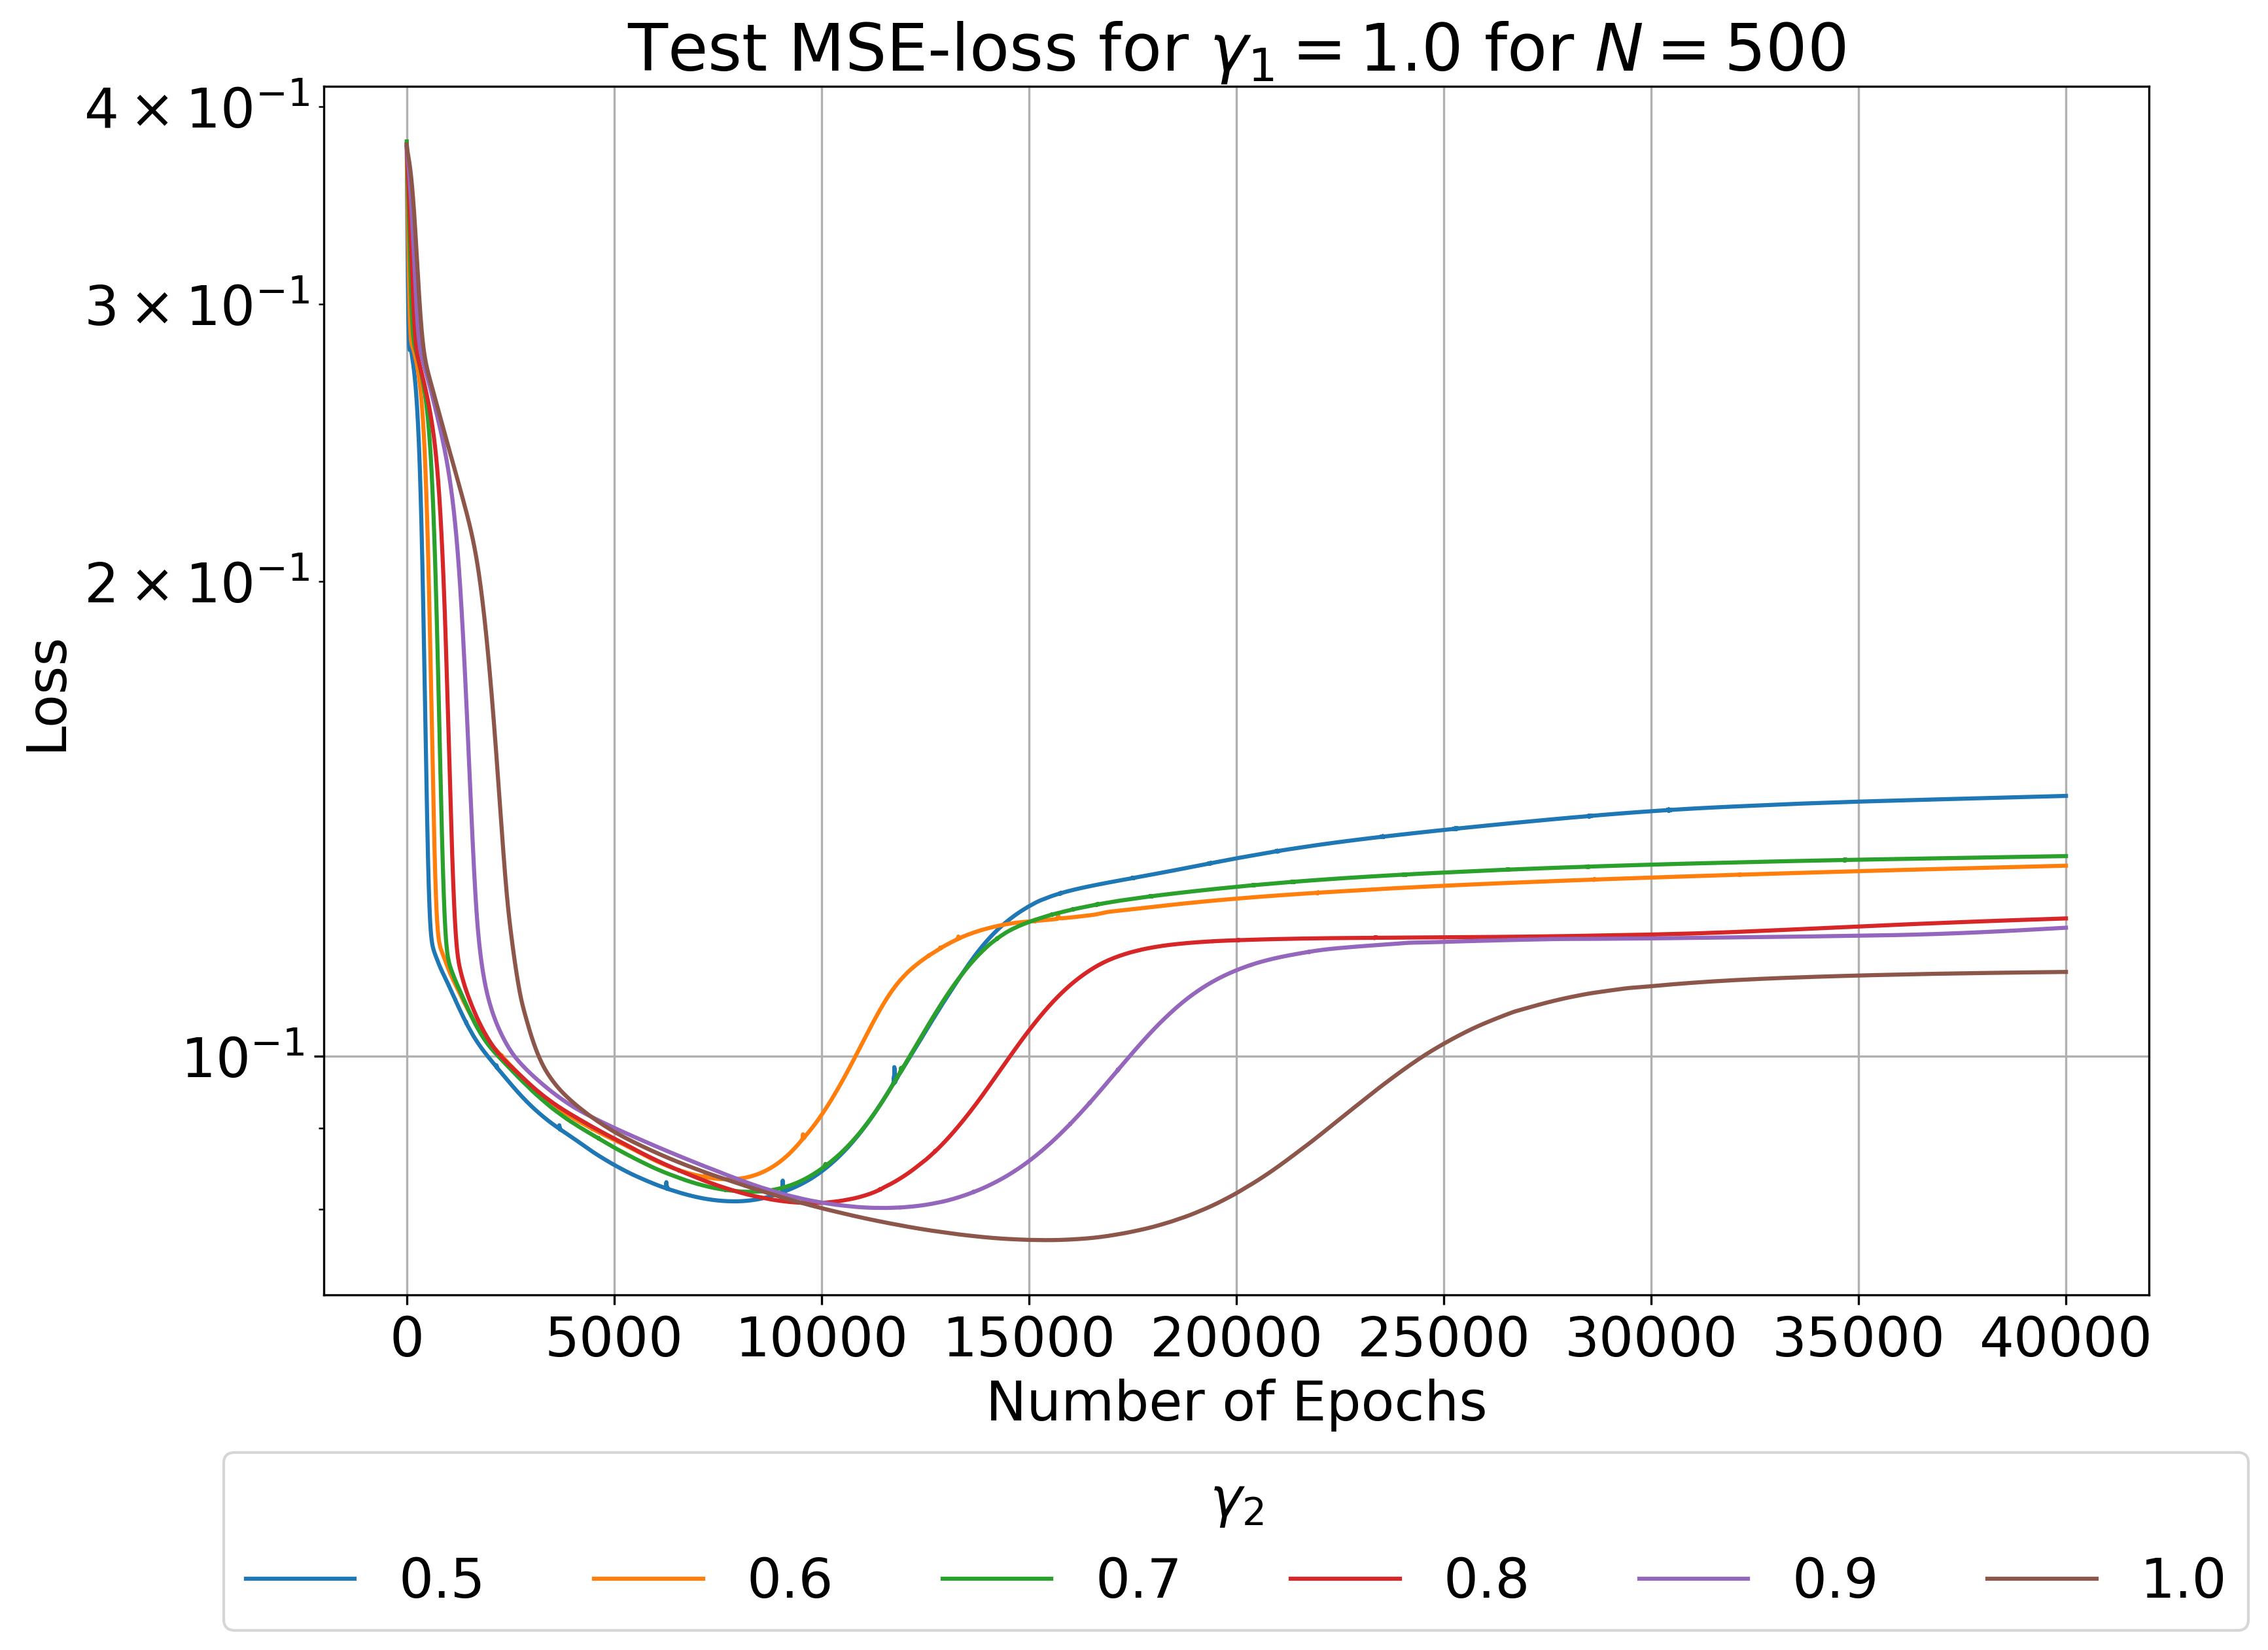 Test MSE-loss for γ₁ = 1.0 for N = 500
4 × 10⁻¹
3 × 10⁻¹
2 × 10⁻¹
10⁻¹
Loss
0 5000 10000 15000 20000 25000 30000 35000 40000
Number of Epochs
γ₂
0.5 0.6 0.7 0.8 0.9 1.0